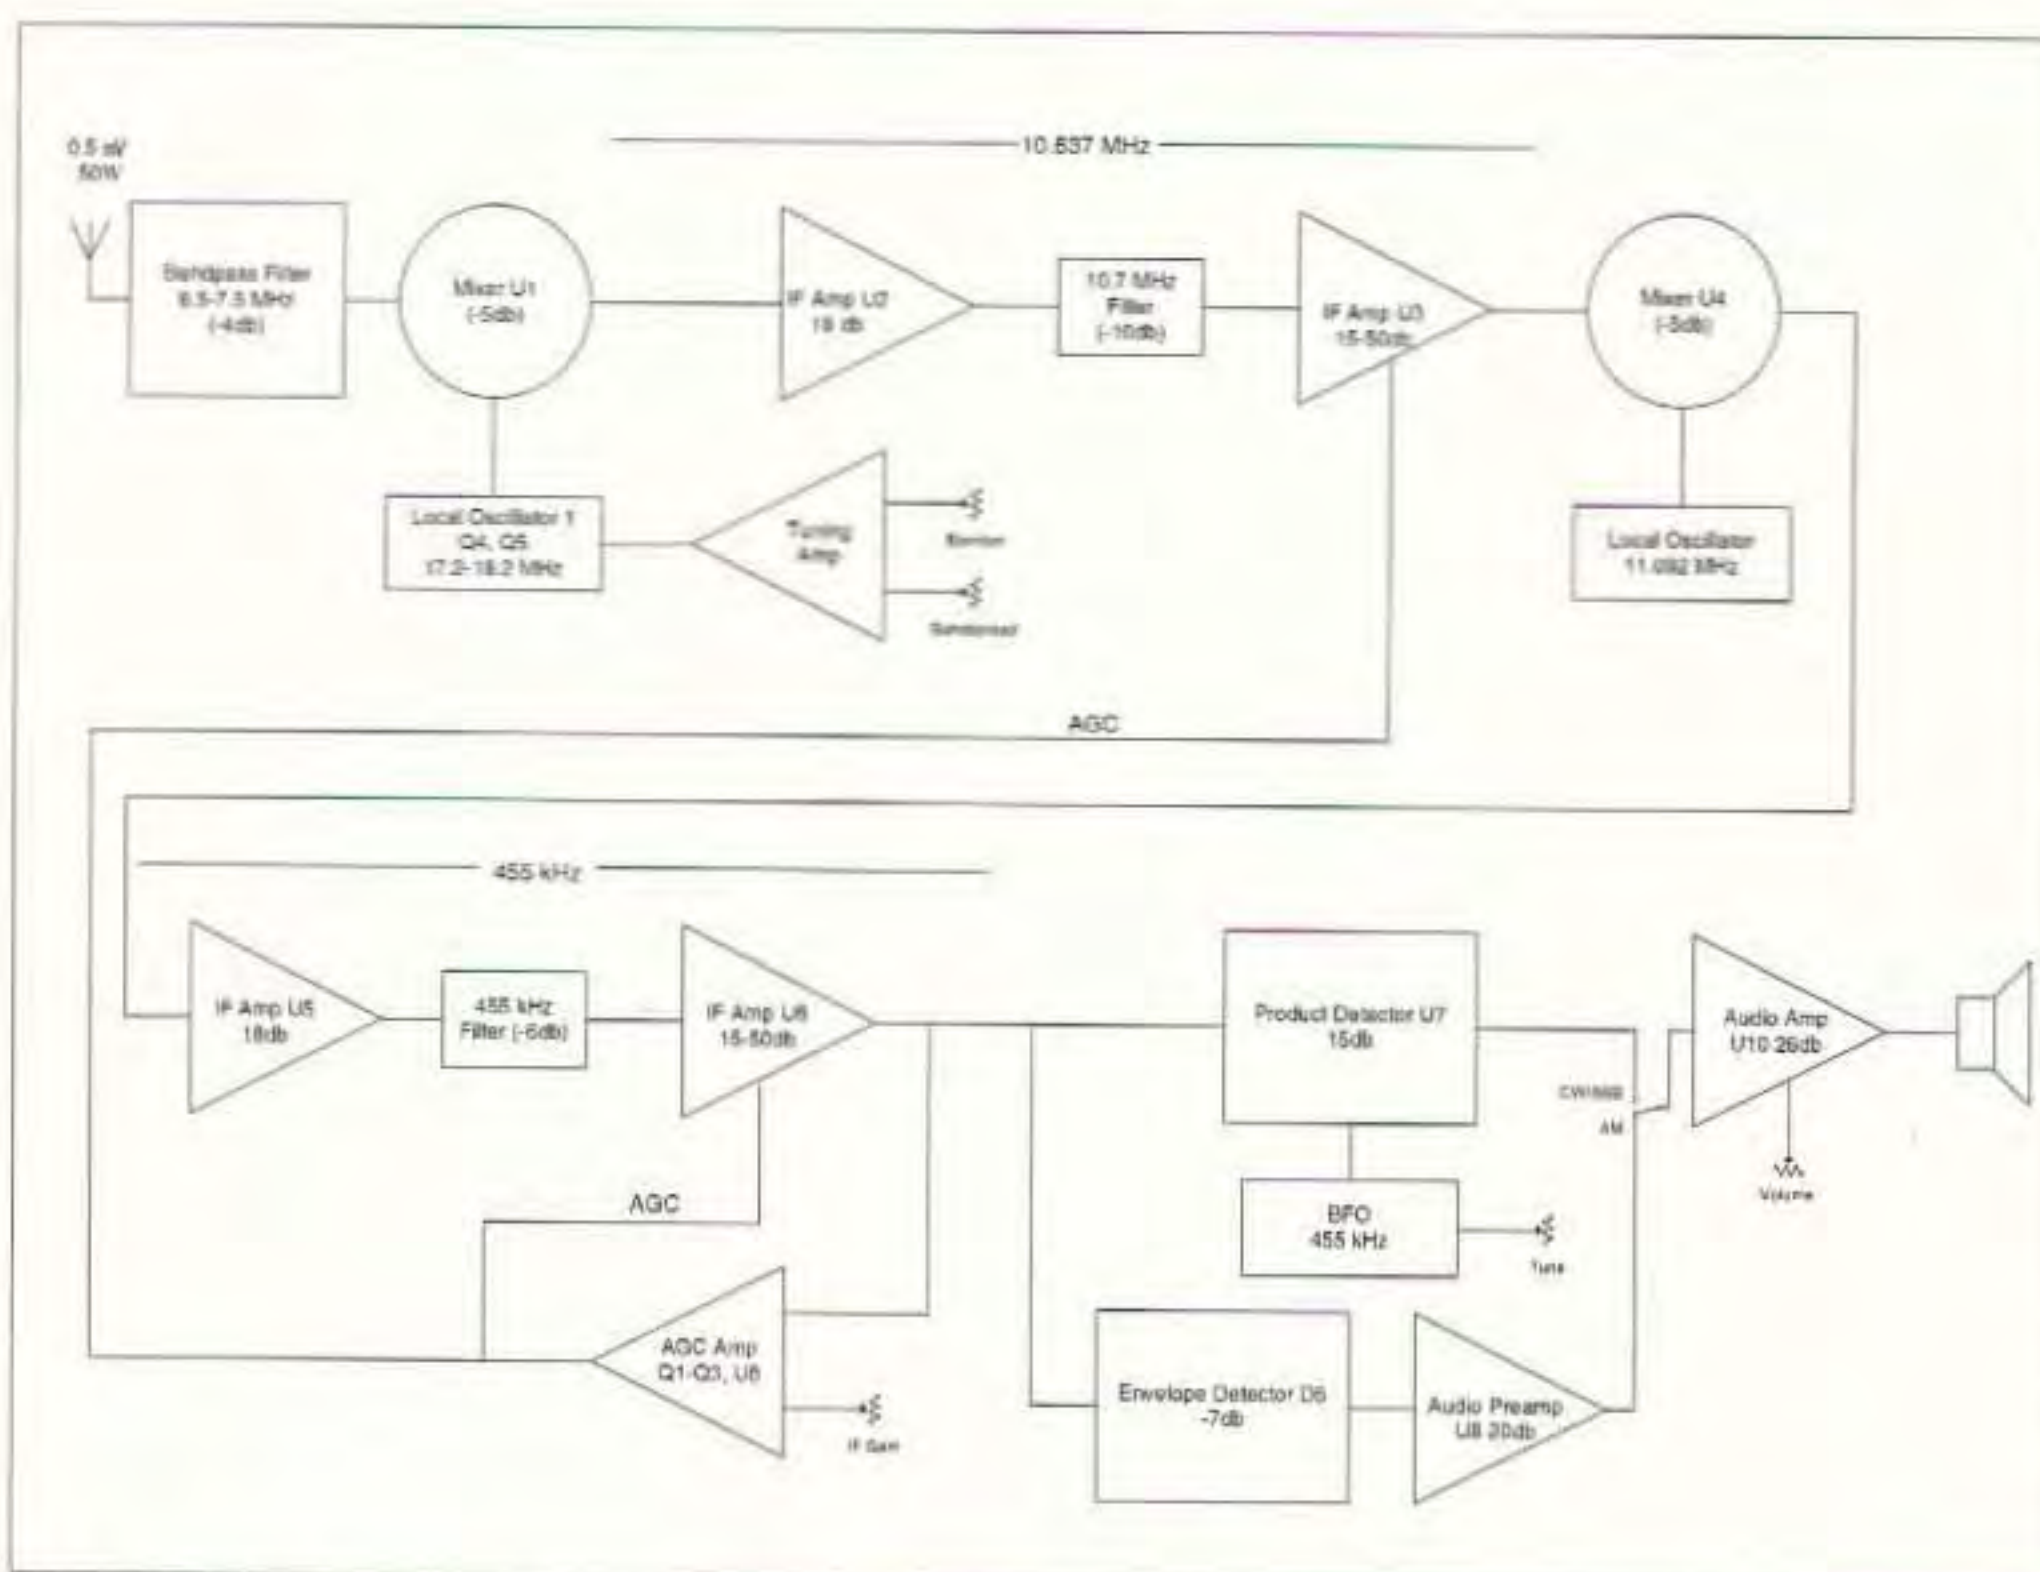 0.5
50W
10.637 MHz
Bandpass Filter
6.5-7.5 MHz
(-4db)
Mixer U1
(-5db)
IF Amp U2
18 db
10.7 MHz
Filter
(-10db)
IF Amp U3
15-50db
Mixer U4
(-5db)
Local Oscillator 1
Q4, Q5
17.2-18.2 MHz
Tuning
Amp
Bandspread
Local Oscillator
11.092 MHz
AGC
455 kHz
IF Amp U5
18db
455 kHz
Filter (-6db)
IF Amp U6
15-50db
Product Detector U7
15db
Audio Amp
U10 26db
CW/SSB
AM
Volume
AGC
BFO
455 kHz
Tune
AGC Amp
Q1-Q3, U6
IF Gain
Envelope Detector D6
-7db
Audio Preamp
U8 20db